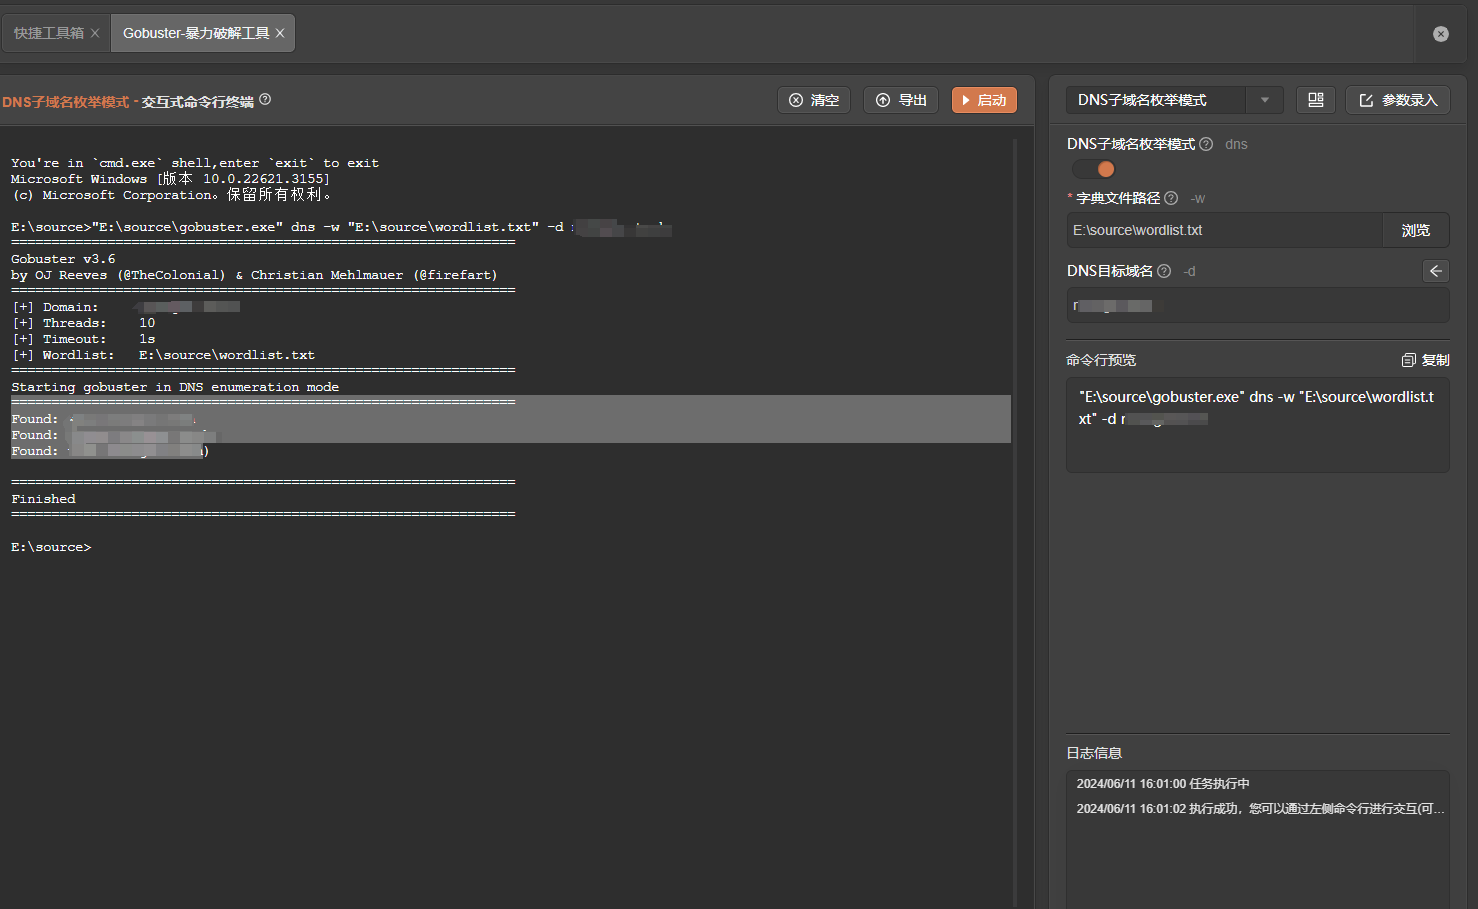 快捷工具箱
Gobuster-暴力破解工具
DNS子域名枚举模式 - 交互式命令行终端
清空
导出
启动
You're in `cmd.exe` shell,enter `exit` to exit
Microsoft Windows [版本 10.0.22621.3155]
(c) Microsoft Corporation。保留所有权利。
E:\source>"E:\source\gobuster.exe" dns -w "E:\source\wordlist.txt" -d
===============================================================
Gobuster v3.6
by OJ Reeves (@TheColonial) & Christian Mehlmauer (@firefart)
===============================================================
[+] Domain:
[+] Threads: 10
[+] Timeout: 1s
[+] Wordlist: E:\source\wordlist.txt
===============================================================
Starting gobuster in DNS enumeration mode
===============================================================
Found:
Found:
Found:
===============================================================
Finished
===============================================================
E:\source>
DNS子域名枚举模式
参数录入
DNS子域名枚举模式 dns
* 字典文件路径 -w
E:\source\wordlist.txt
浏览
DNS目标域名 -d
命令行预览
复制
"E:\source\gobuster.exe" dns -w "E:\source\wordlist.t
xt" -d
日志信息
2024/06/11 16:01:00 任务执行中
2024/06/11 16:01:02 执行成功，您可以通过左侧命令行进行交互(可...